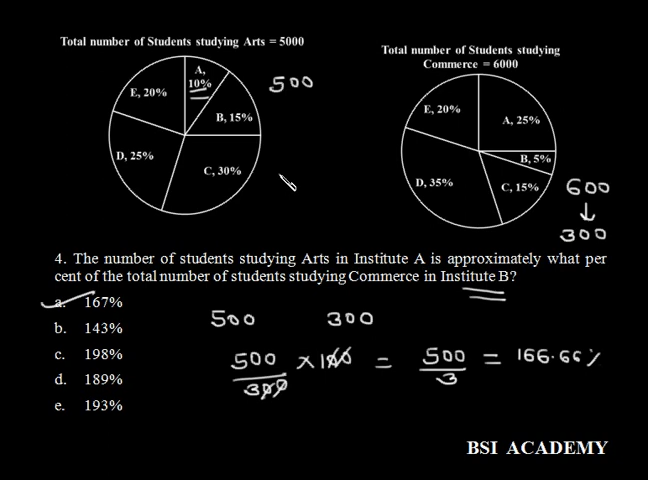 Total number of Students studying Arts = 5000
A,
10%
500
E, 20%
B, 15%
D, 25%
C, 30%
Total number of Students studying
Commerce = 6000
E, 20%
A, 25%
B, 5%
D, 35%
C, 15%
600
↓
300
4. The number of students studying Arts in Institute A is approximately what per
cent of the total number of students studying Commerce in Institute B?
a. 167%
b. 143%
c. 198%
d. 189%
e. 193%
500 300
500/300 × 100 = 500/3 = 166.66%
BSI ACADEMY